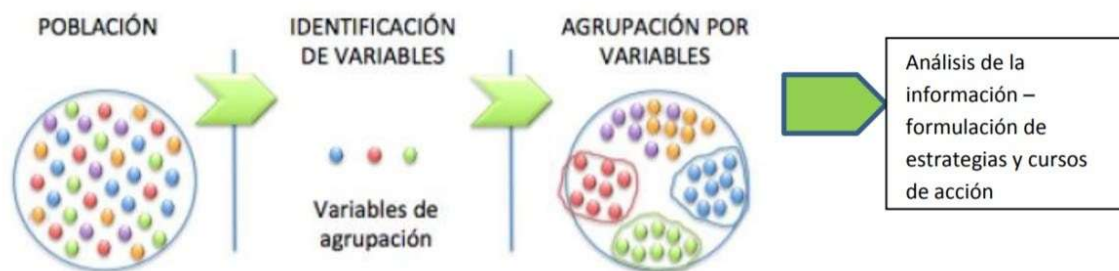 POBLACIÓN
IDENTIFICACIÓN
DE VARIABLES
Variables de
agrupación
AGRUPACIÓN POR
VARIABLES
Análisis de la
información –
formulación de
estrategias y cursos
de acción